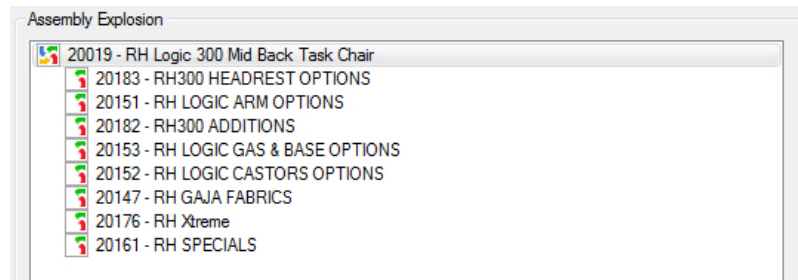 Assembly Explosion
20019 - RH Logic 300 Mid Back Task Chair
20183 - RH300 HEADREST OPTIONS
20151 - RH LOGIC ARM OPTIONS
20182 - RH300 ADDITIONS
20153 - RH LOGIC GAS & BASE OPTIONS
20152 - RH LOGIC CASTORS OPTIONS
20147 - RH GAJA FABRICS
20176 - RH Xtreme
20161 - RH SPECIALS